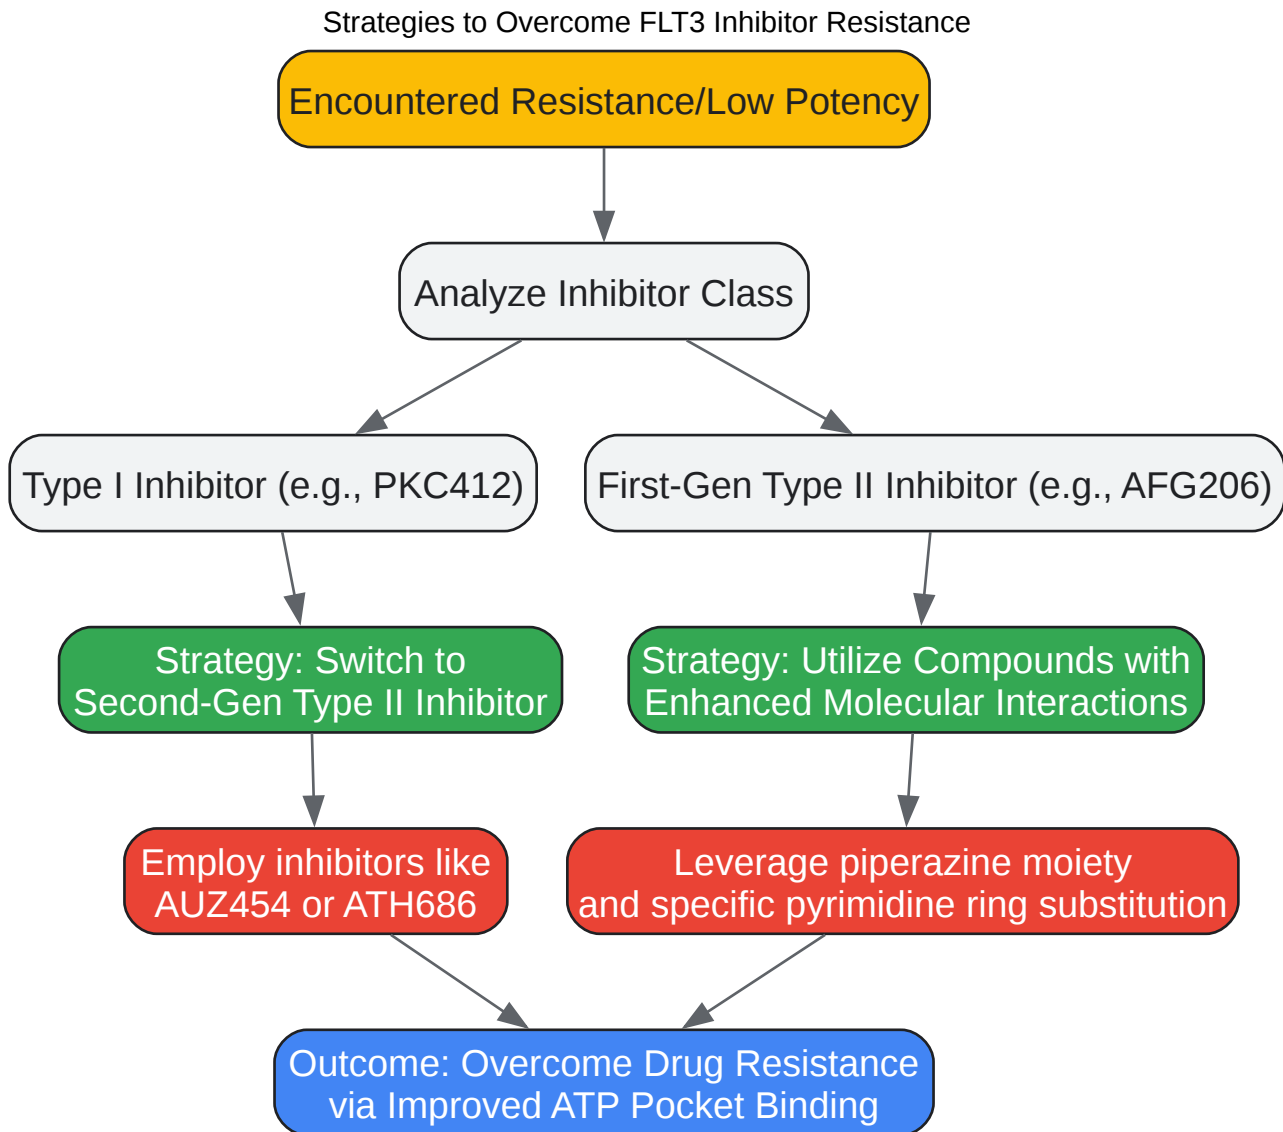 Strategies to Overcome FLT3 Inhibitor Resistance
Encountered Resistance/Low Potency
Analyze Inhibitor Class
Type I Inhibitor (e.g., PKC412)
First-Gen Type II Inhibitor (e.g., AFG206)
Strategy: Switch to
Second-Gen Type II Inhibitor
Strategy: Utilize Compounds with
Enhanced Molecular Interactions
Employ inhibitors like
AUZ454 or ATH686
Leverage piperazine moiety
and specific pyrimidine ring substitution
Outcome: Overcome Drug Resistance
via Improved ATP Pocket Binding